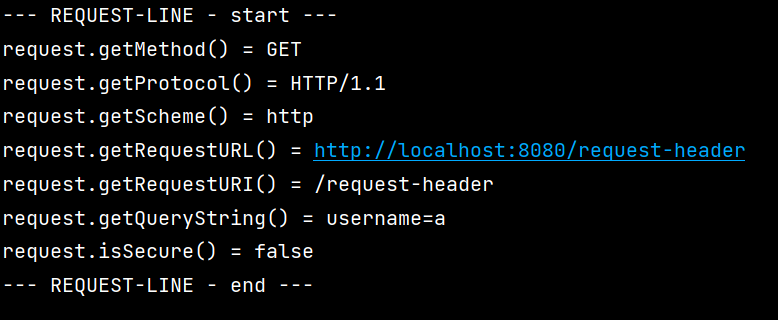 --- REQUEST-LINE - start ---
request.getMethod() = GET
request.getProtocol() = HTTP/1.1
request.getScheme() = http
request.getRequestURL() = http://localhost:8080/request-header
request.getRequestURI() = /request-header
request.getQueryString() = username=a
request.isSecure() = false
--- REQUEST-LINE - end ---